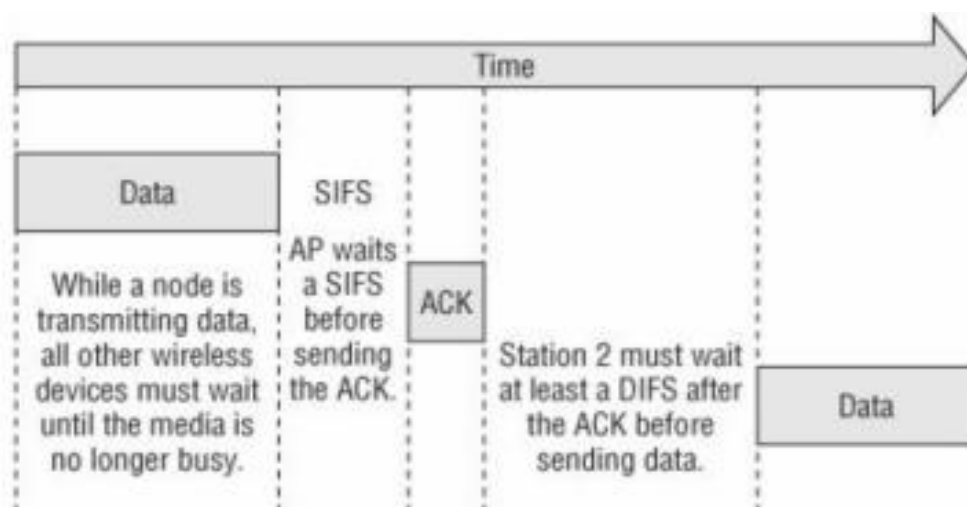 Time
Data
While a node is
transmitting data,
all other wireless
devices must wait
until the media is
no longer busy.
SIFS
AP waits
a SIFS
before
sending
the ACK.
ACK
Station 2 must wait
at least a DIFS after
the ACK before
sending data.
Data